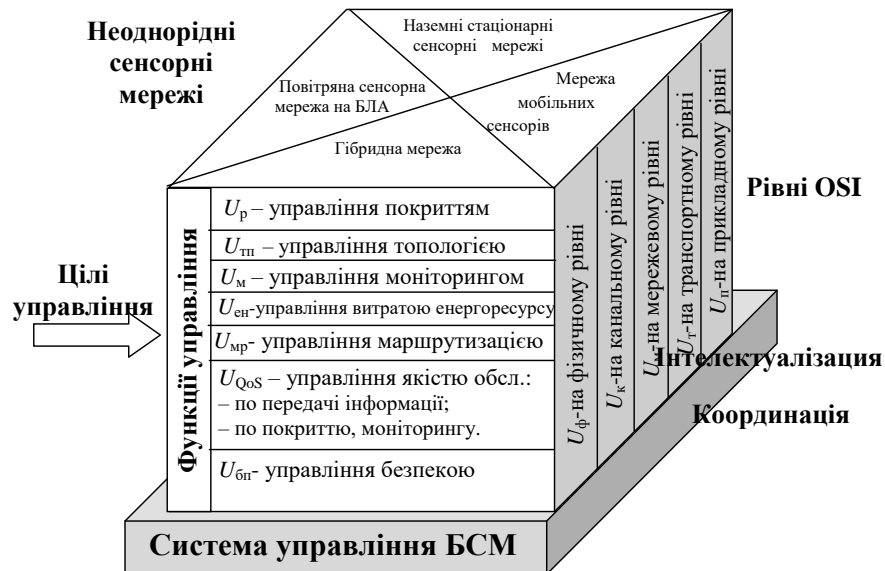 Неоднорідні
сенсорні
мережі
Наземні стаціонарні
сенсорні мережі
Повітряна сенсорна
мережа на БЛА
Мережа
мобільних
сенсорів
Гібридна мережа
Цілі
управління
Функції управління
Uр – управління покриттям
Uтп – управління топологією
Uм – управління моніторингом
Uен-управління витратою енергоресурсу
Uмр- управління маршрутизацією
UQoS – управління якістю обсл.:
– по передачі інформації;
– по покриттю, моніторингу.
Uбп- управління безпекою
Uф-на фізичному рівні
Uк-на канальному рівні
Uм-на мережевому рівні
Uт-на транспортному рівні
Uп-на прикладному рівні
Рівні OSI
Інтелектуалізация
Координація
Система управління БСМ